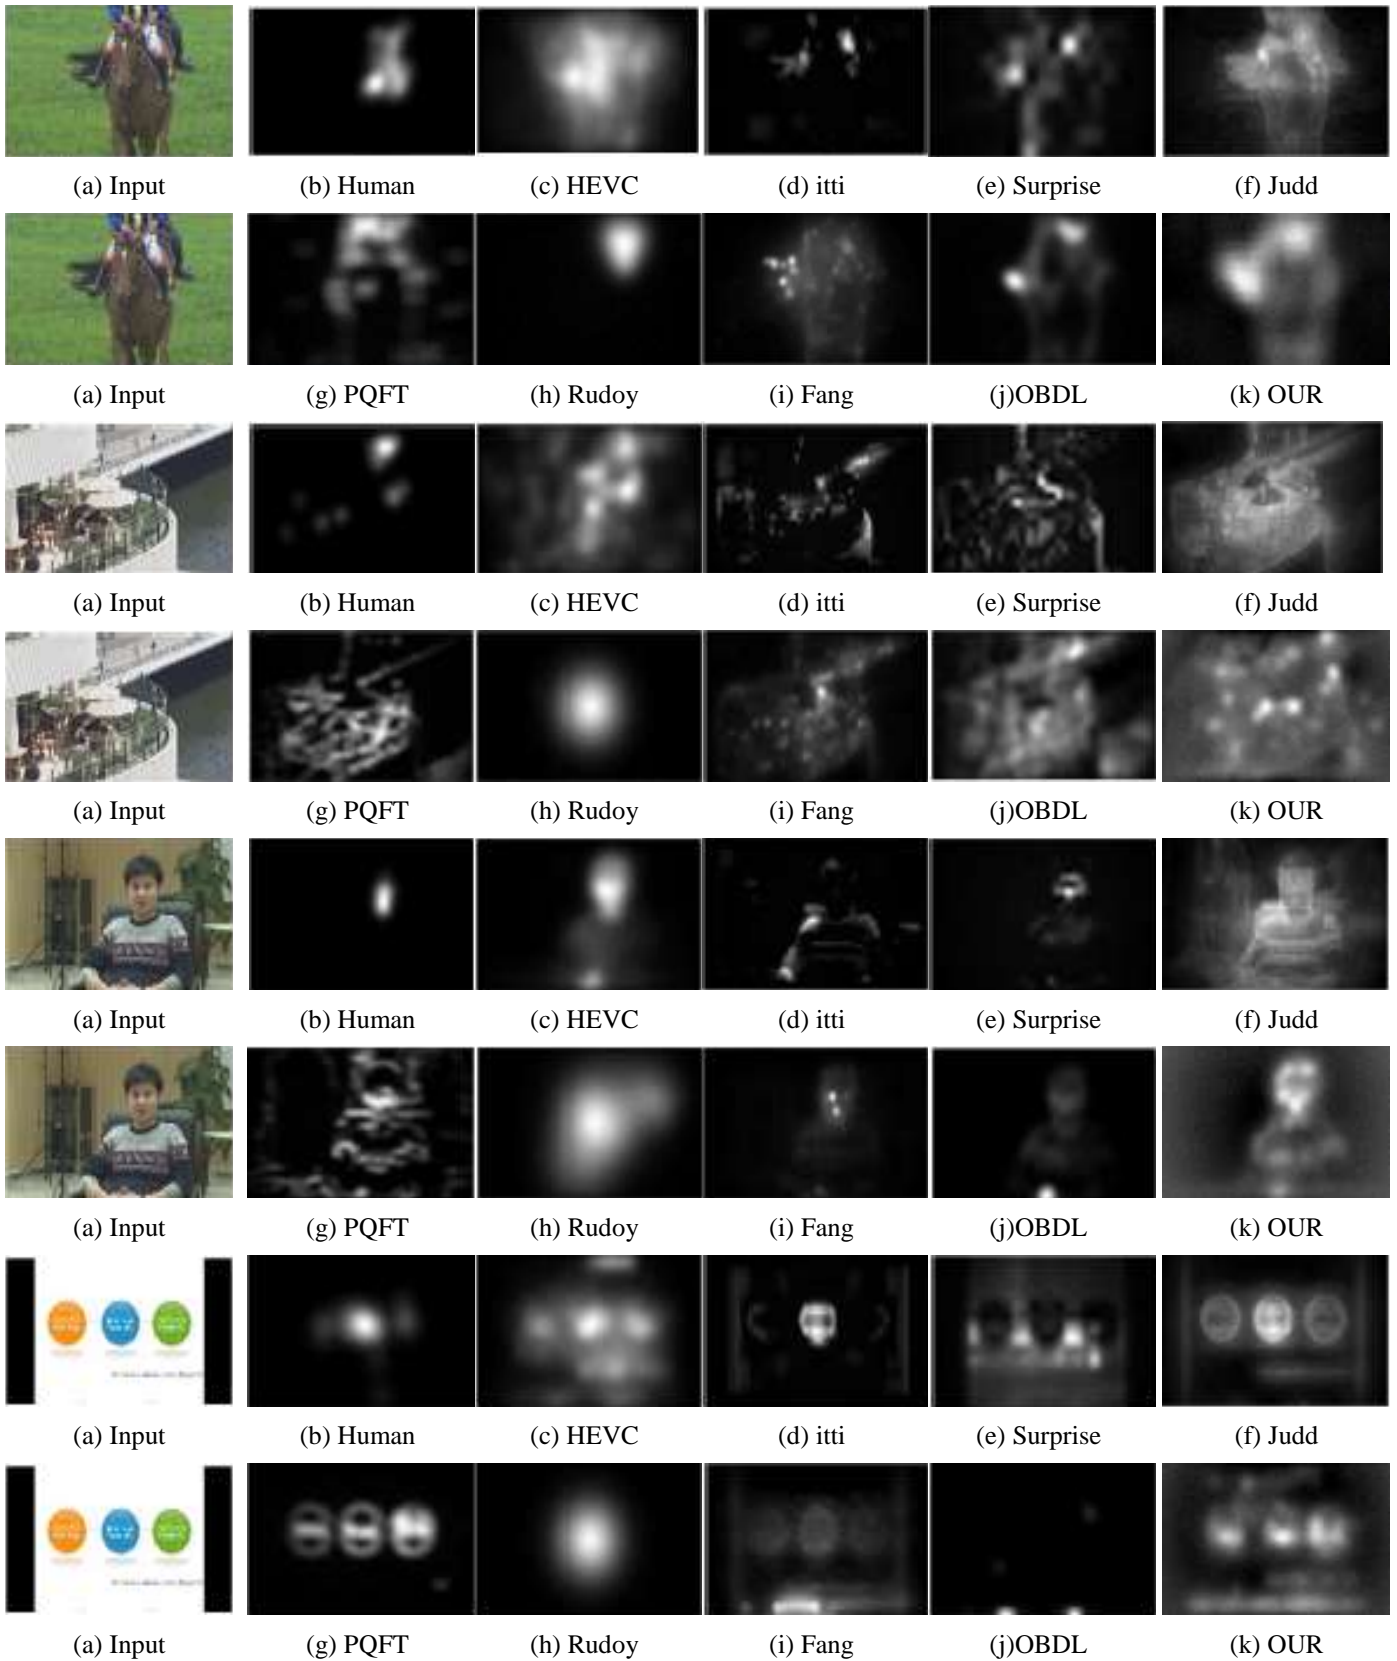 (a) Input (b) Human (c) HEVC (d) itti (e) Surprise (f) Judd
(a) Input (g) PQFT (h) Rudoy (i) Fang (j)OBDL (k) OUR
(a) Input (b) Human (c) HEVC (d) itti (e) Surprise (f) Judd
(a) Input (g) PQFT (h) Rudoy (i) Fang (j)OBDL (k) OUR
(a) Input (b) Human (c) HEVC (d) itti (e) Surprise (f) Judd
(a) Input (g) PQFT (h) Rudoy (i) Fang (j)OBDL (k) OUR
(a) Input (b) Human (c) HEVC (d) itti (e) Surprise (f) Judd
(a) Input (g) PQFT (h) Rudoy (i) Fang (j)OBDL (k) OUR